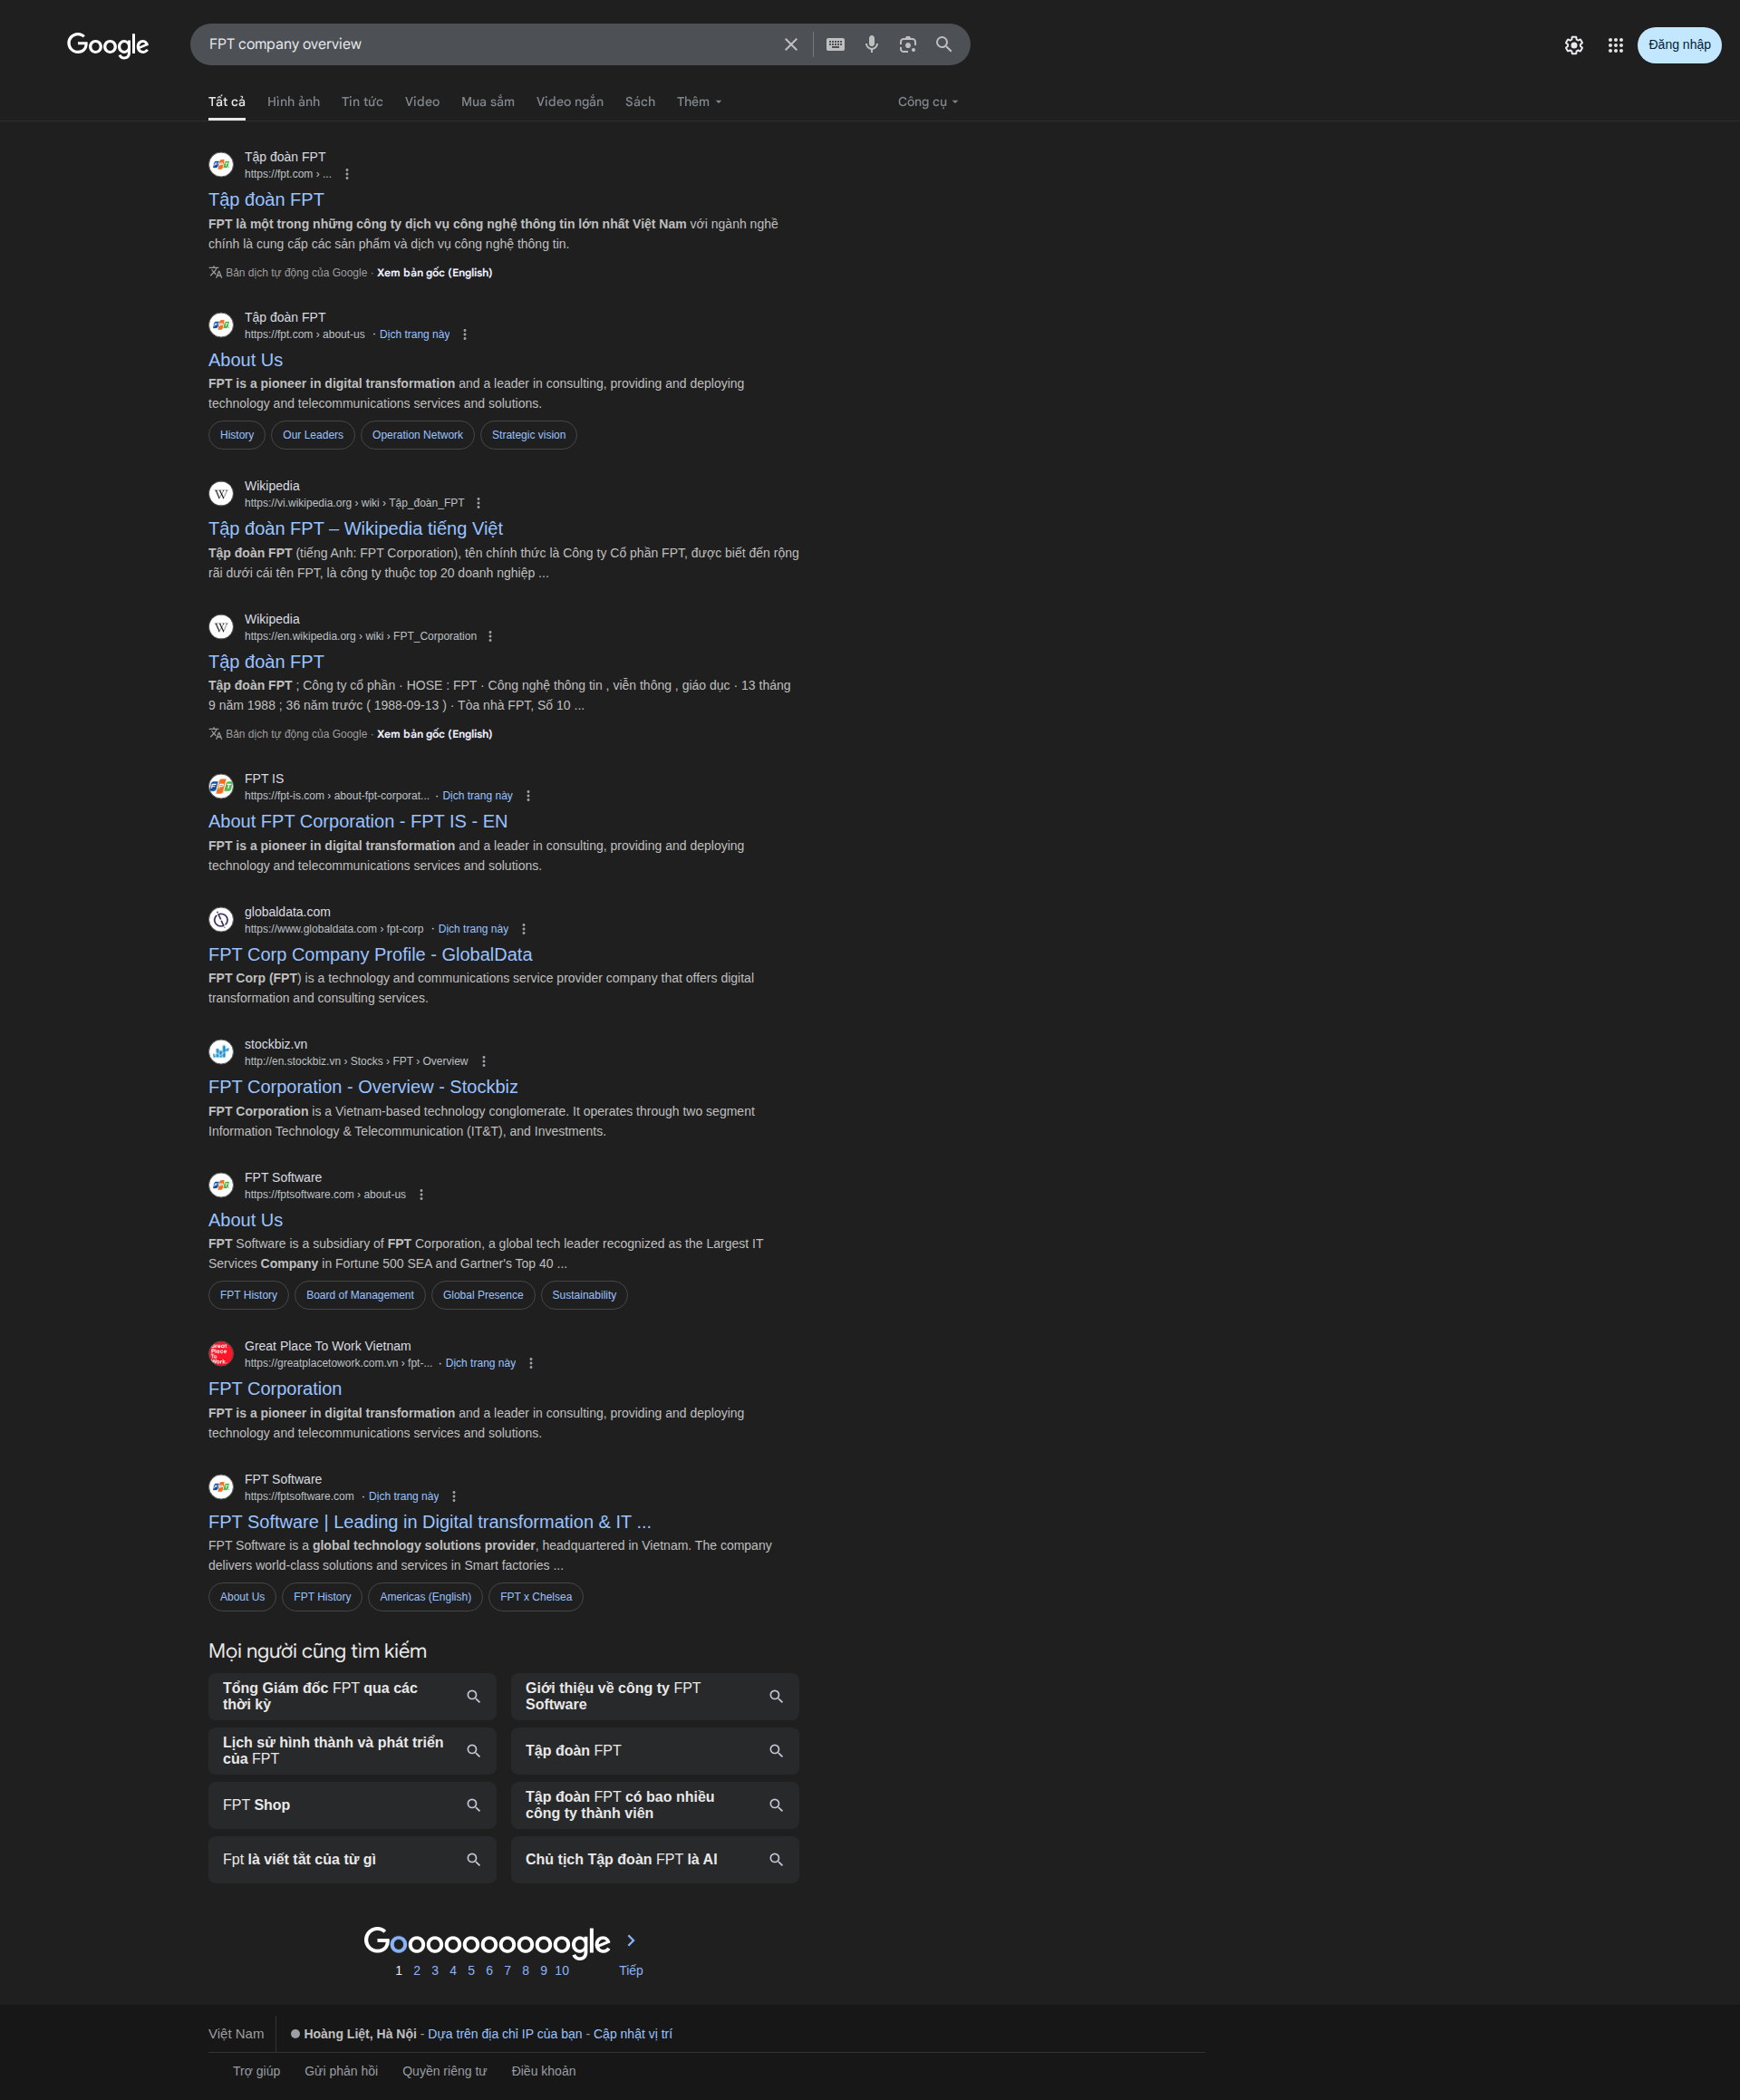 Google
FPT company overview
Đăng nhập
Tất cả
Hình ảnh
Tin tức
Video
Mua sắm
Video ngắn
Sách
Thêm
Công cụ
Tập đoàn FPT
https://fpt.com › ...
Tập đoàn FPT
FPT là một trong những công ty dịch vụ công nghệ thông tin lớn nhất Việt Nam với ngành nghề
chính là cung cấp các sản phẩm và dịch vụ công nghệ thông tin.
Bản dịch tự động của Google · Xem bản gốc (English)
Tập đoàn FPT
https://fpt.com › about-us · Dịch trang này
About Us
FPT is a pioneer in digital transformation and a leader in consulting, providing and deploying
technology and telecommunications services and solutions.
History
Our Leaders
Operation Network
Strategic vision
Wikipedia
https://vi.wikipedia.org › wiki › Tập_đoàn_FPT
Tập đoàn FPT – Wikipedia tiếng Việt
Tập đoàn FPT (tiếng Anh: FPT Corporation), tên chính thức là Công ty Cổ phần FPT, được biết đến rộng
rãi dưới cái tên FPT, là công ty thuộc top 20 doanh nghiệp ...
Wikipedia
https://en.wikipedia.org › wiki › FPT_Corporation
Tập đoàn FPT
Tập đoàn FPT ; Công ty cổ phần · HOSE : FPT · Công nghệ thông tin , viễn thông , giáo dục · 13 tháng
9 năm 1988 ; 36 năm trước ( 1988-09-13 ) · Tòa nhà FPT, Số 10 ...
Bản dịch tự động của Google · Xem bản gốc (English)
FPT IS
https://fpt-is.com › about-fpt-corporat... · Dịch trang này
About FPT Corporation - FPT IS - EN
FPT is a pioneer in digital transformation and a leader in consulting, providing and deploying
technology and telecommunications services and solutions.
globaldata.com
https://www.globaldata.com › fpt-corp · Dịch trang này
FPT Corp Company Profile - GlobalData
FPT Corp (FPT) is a technology and communications service provider company that offers digital
transformation and consulting services.
stockbiz.vn
http://en.stockbiz.vn › Stocks › FPT › Overview
FPT Corporation - Overview - Stockbiz
FPT Corporation is a Vietnam-based technology conglomerate. It operates through two segment
Information Technology & Telecommunication (IT&T), and Investments.
FPT Software
https://fptsoftware.com › about-us
About Us
FPT Software is a subsidiary of FPT Corporation, a global tech leader recognized as the Largest IT
Services Company in Fortune 500 SEA and Gartner's Top 40 ...
FPT History
Board of Management
Global Presence
Sustainability
Great Place To Work Vietnam
https://greatplacetowork.com.vn › fpt-... · Dịch trang này
FPT Corporation
FPT is a pioneer in digital transformation and a leader in consulting, providing and deploying
technology and telecommunications services and solutions.
FPT Software
https://fptsoftware.com · Dịch trang này
FPT Software | Leading in Digital transformation & IT ...
FPT Software is a global technology solutions provider, headquartered in Vietnam. The company
delivers world-class solutions and services in Smart factories ...
About Us
FPT History
Americas (English)
FPT x Chelsea
Mọi người cũng tìm kiếm
Tổng Giám đốc FPT qua các
thời kỳ
Giới thiệu về công ty FPT
Software
Lịch sử hình thành và phát triển
của FPT
Tập đoàn FPT
FPT Shop
Tập đoàn FPT có bao nhiêu
công ty thành viên
Fpt là viết tắt của từ gì
Chủ tịch Tập đoàn FPT là AI
Goooooooooogle
1 2 3 4 5 6 7 8 9 10 Tiếp
Việt Nam
Hoàng Liệt, Hà Nội - Dựa trên địa chỉ IP của bạn - Cập nhật vị trí
Trợ giúp
Gửi phản hồi
Quyền riêng tư
Điều khoản